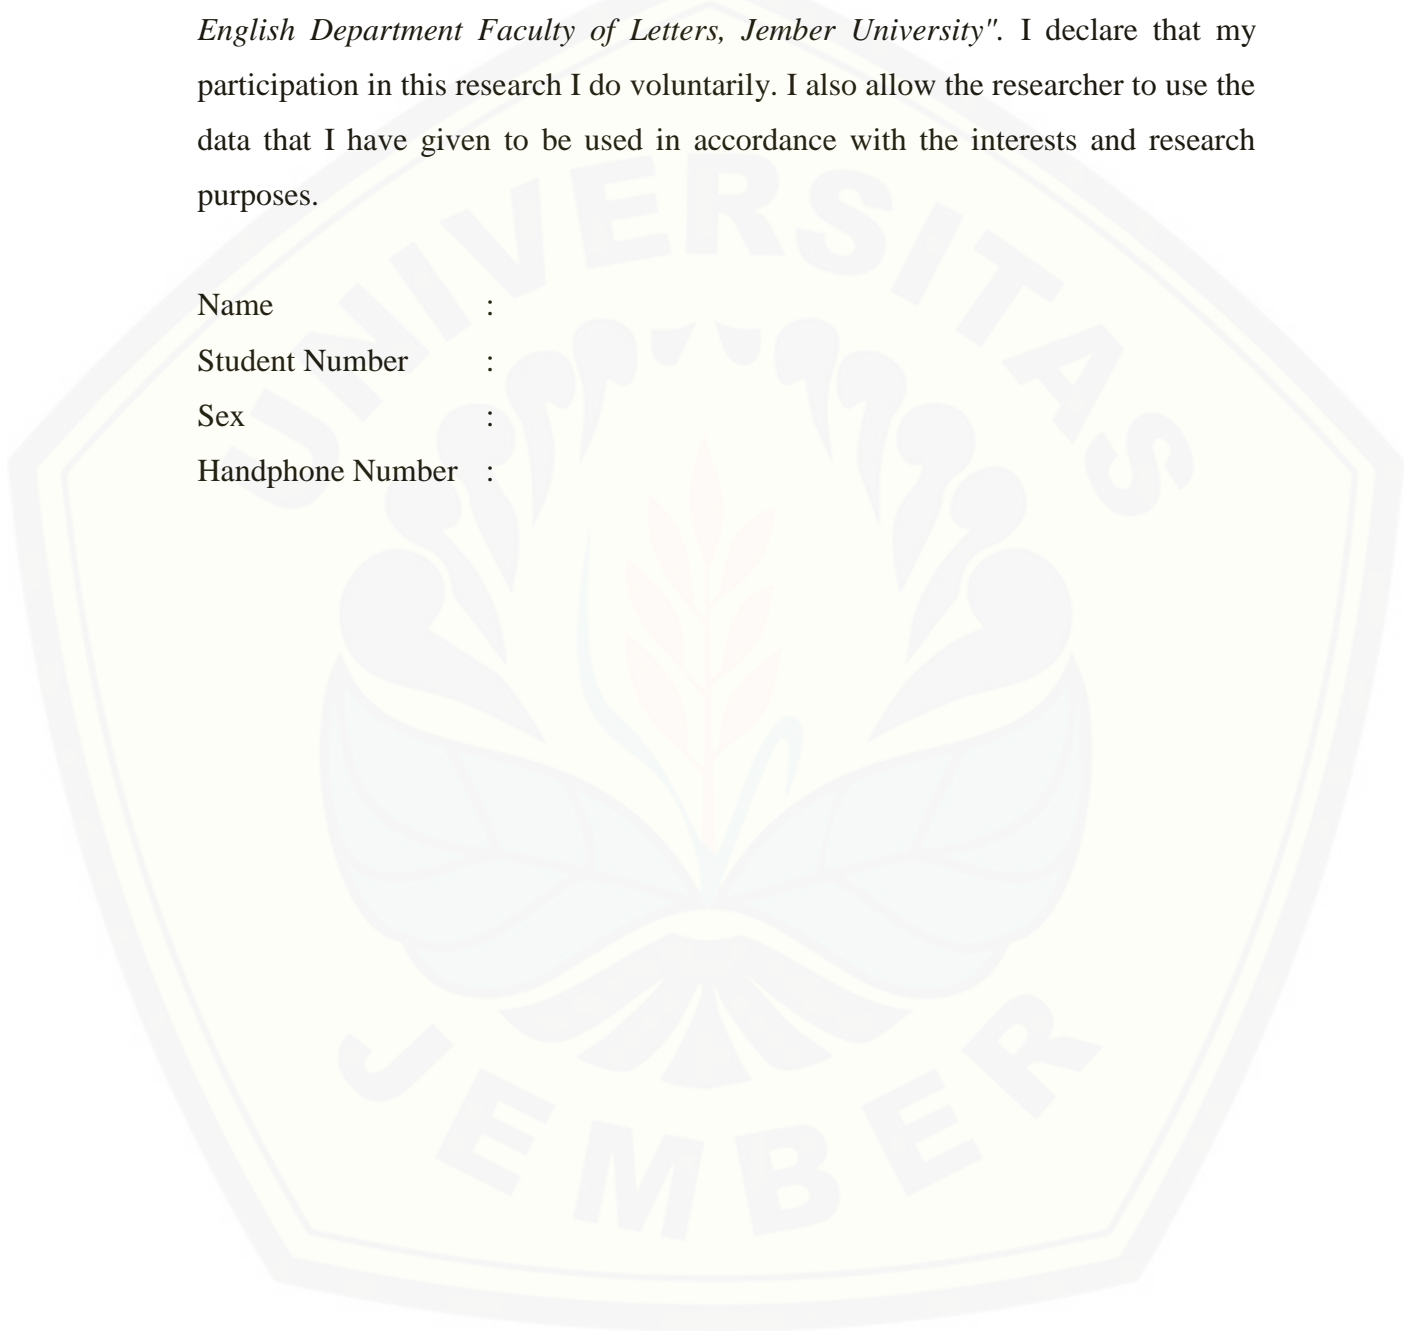 English Department Faculty of Letters, Jember University". I declare that my
participation in this research I do voluntarily. I also allow the researcher to use the
data that I have given to be used in accordance with the interests and research
purposes.
Name :
Student Number :
Sex :
Handphone Number :
UNIVERSITAS
JEMBER